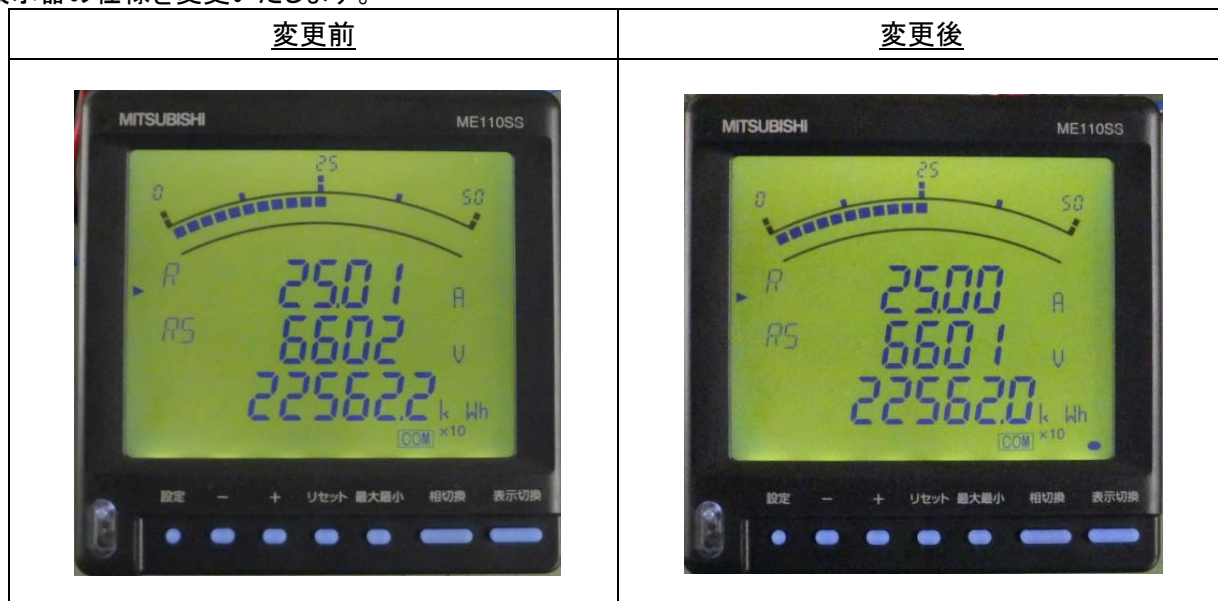 表示器の仕様を変更いたします。
変更前
変更後
MITSUBISHI ME110SS
0 25 50
R 25.01 A
RS 6602 V
22562.2 k Wh
COM ×10
設定 − + リセット 最大最小 相切換 表示切換
MITSUBISHI ME110SS
0 25 50
R 25.00 A
RS 6601 V
22562.0 k Wh
COM ×10
設定 − + リセット 最大最小 相切換 表示切換